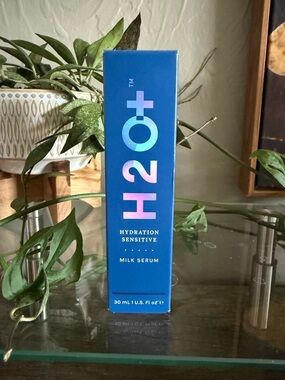 H2O+™
HYDRATION
SENSITIVE
MILK SERUM
30 mL 1 U.S. Fl oz℮